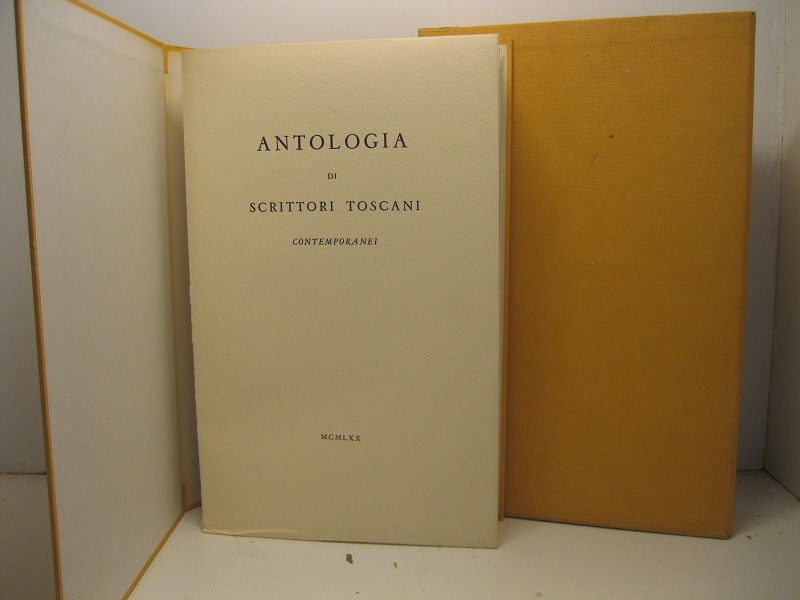 ANTOLOGIA
DI
SCRITTORI TOSCANI
CONTEMPORANEI
MCMLXX